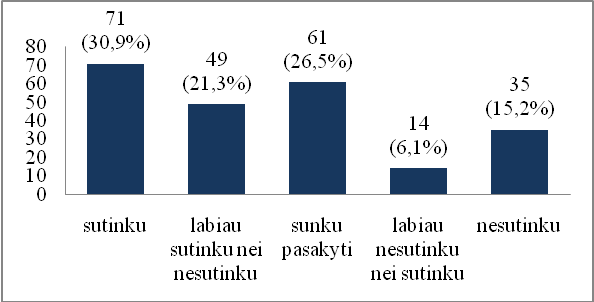 71
(30,9%)
49
(21,3%)
61
(26,5%)
14
(6,1%)
35
(15,2%)
80
70
60
50
40
30
20
10
0
sutinku
labiau
sutinku nei
nesutinku
sunku
pasakyti
labiau
nesutinku
nei sutinku
nesutinku